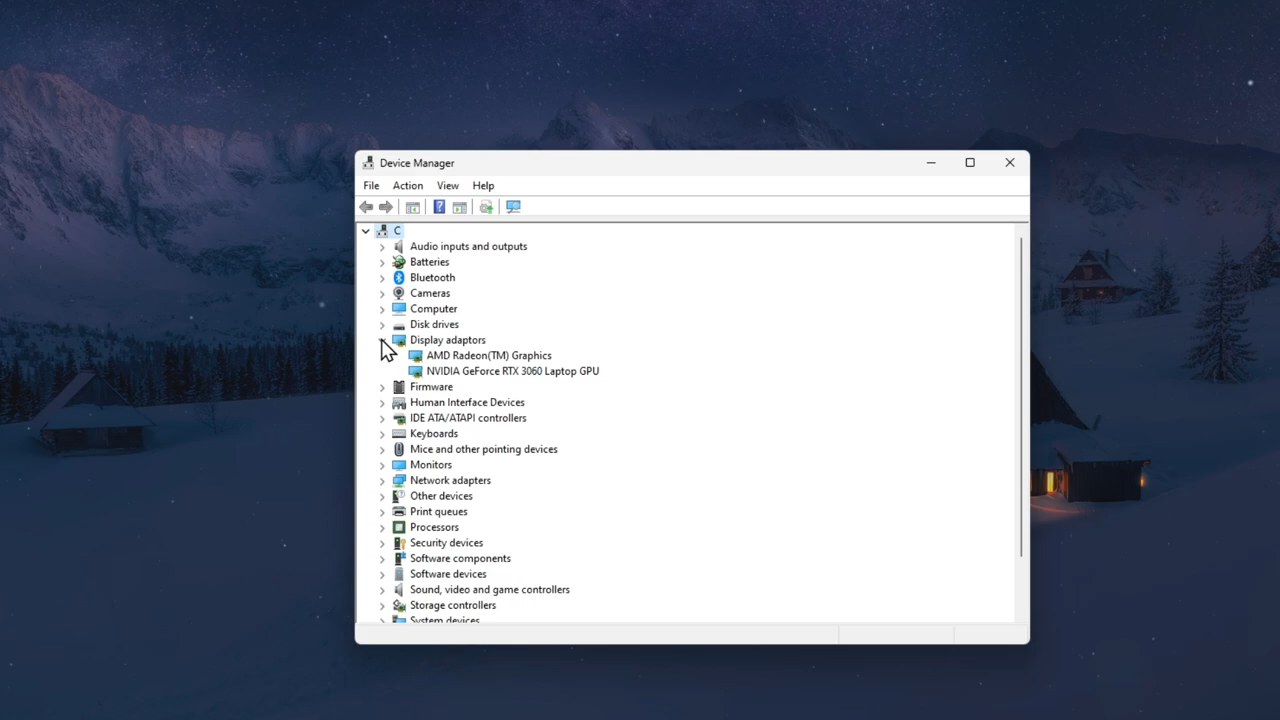 Device Manager
File Action View Help
C
Audio inputs and outputs
Batteries
Bluetooth
Cameras
Computer
Disk drives
Display adaptors
AMD Radeon(TM) Graphics
NVIDIA GeForce RTX 3060 Laptop GPU
Firmware
Human Interface Devices
IDE ATA/ATAPI controllers
Keyboards
Mice and other pointing devices
Monitors
Network adapters
Other devices
Print queues
Processors
Security devices
Software components
Software devices
Sound, video and game controllers
Storage controllers
System devices